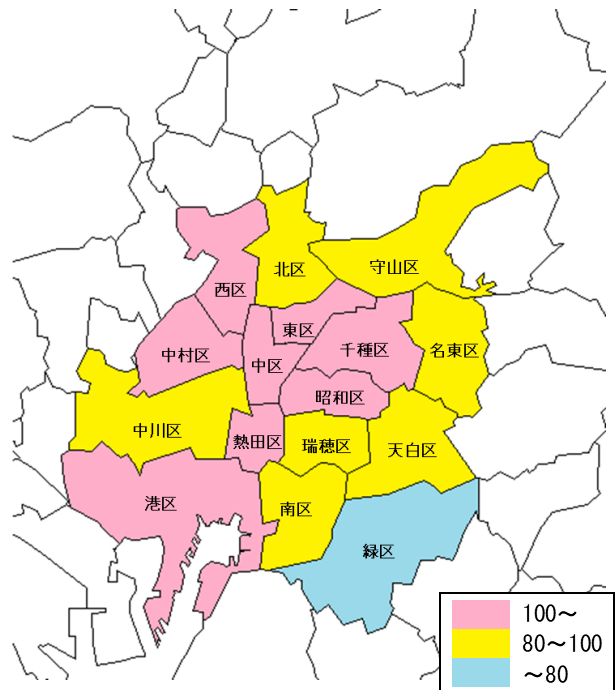 北区
守山区
西区
東区
中村区
中区
千種区
名東区
昭和区
中川区
熱田区
瑞穂区
天白区
港区
南区
緑区
100～
80～100
～80